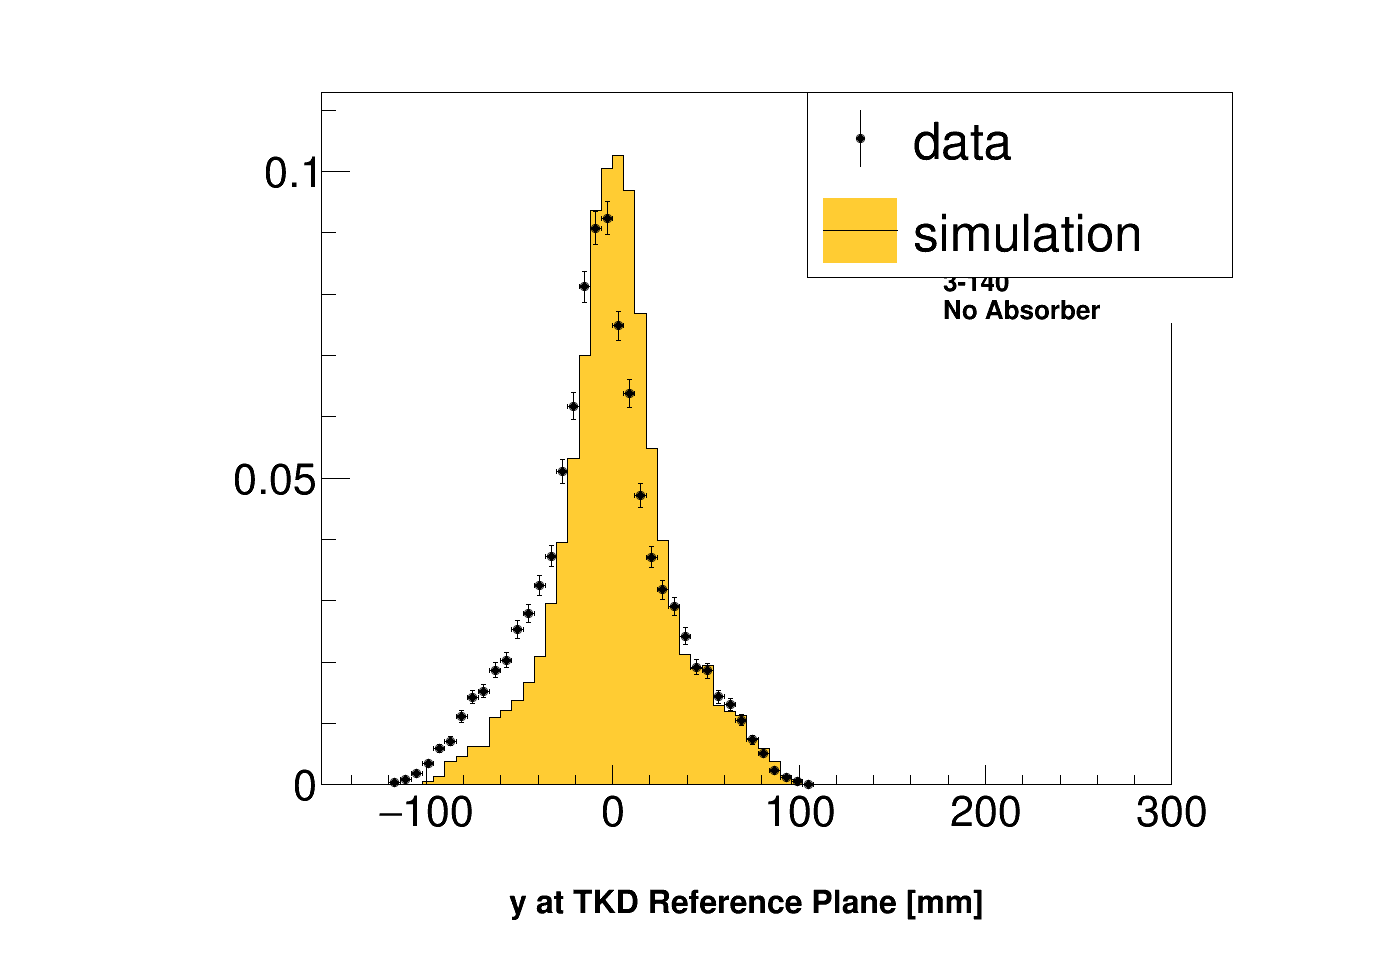 data
simulation
3-140
No Absorber
0.1
0.05
0
−100
0
100
200
300
y at TKD Reference Plane [mm]